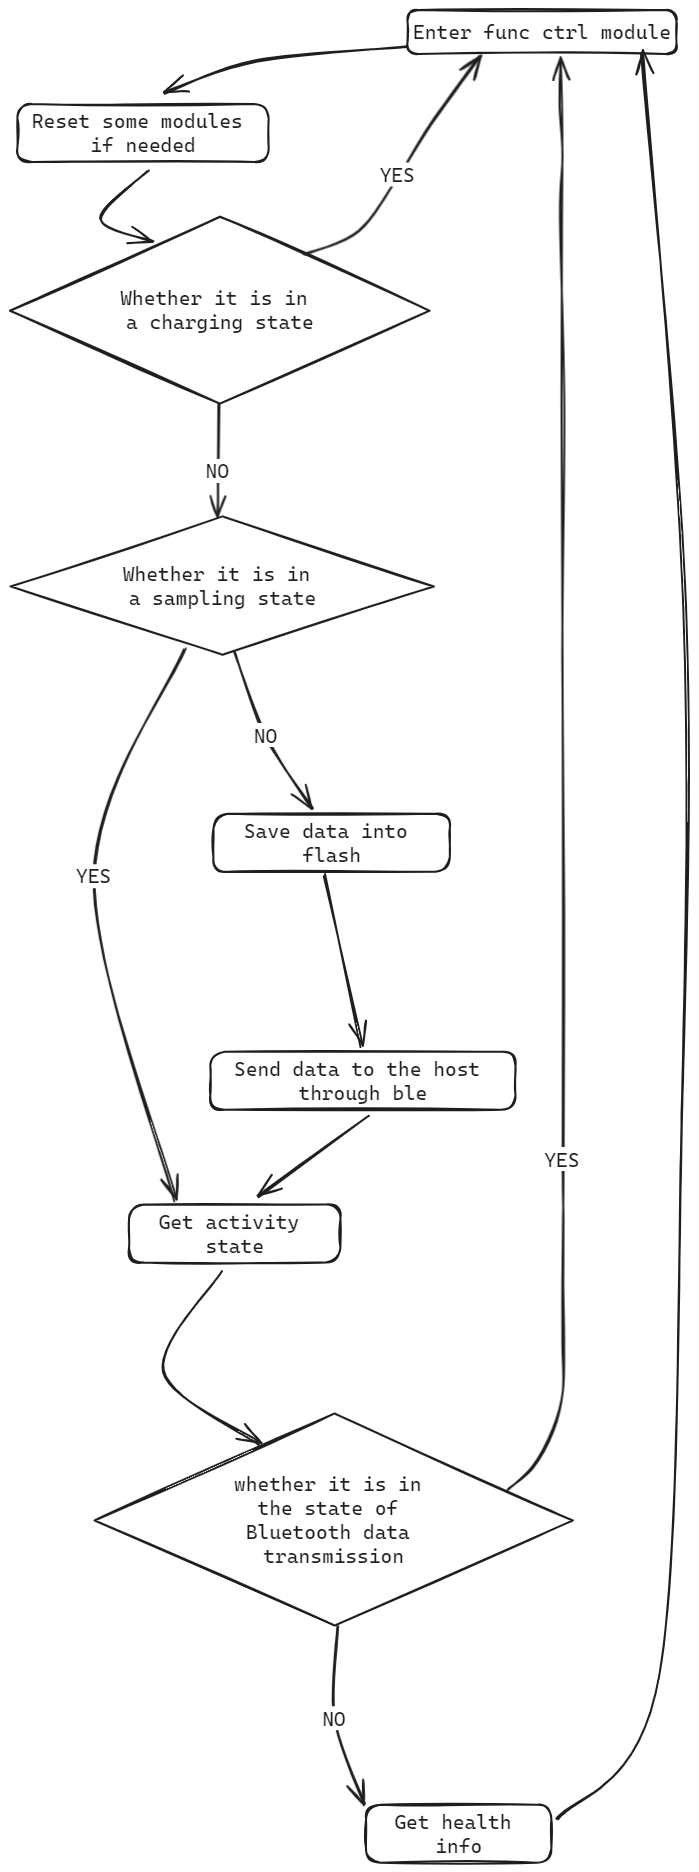 Enter func ctrl module
Reset some modules
if needed
YES
Whether it is in
a charging state
NO
Whether it is in
a sampling state
NO
Save data into
flash
YES
Send data to the host
through ble
YES
Get activity
state
whether it is in
the state of
Bluetooth data
transmission
NO
Get health
info